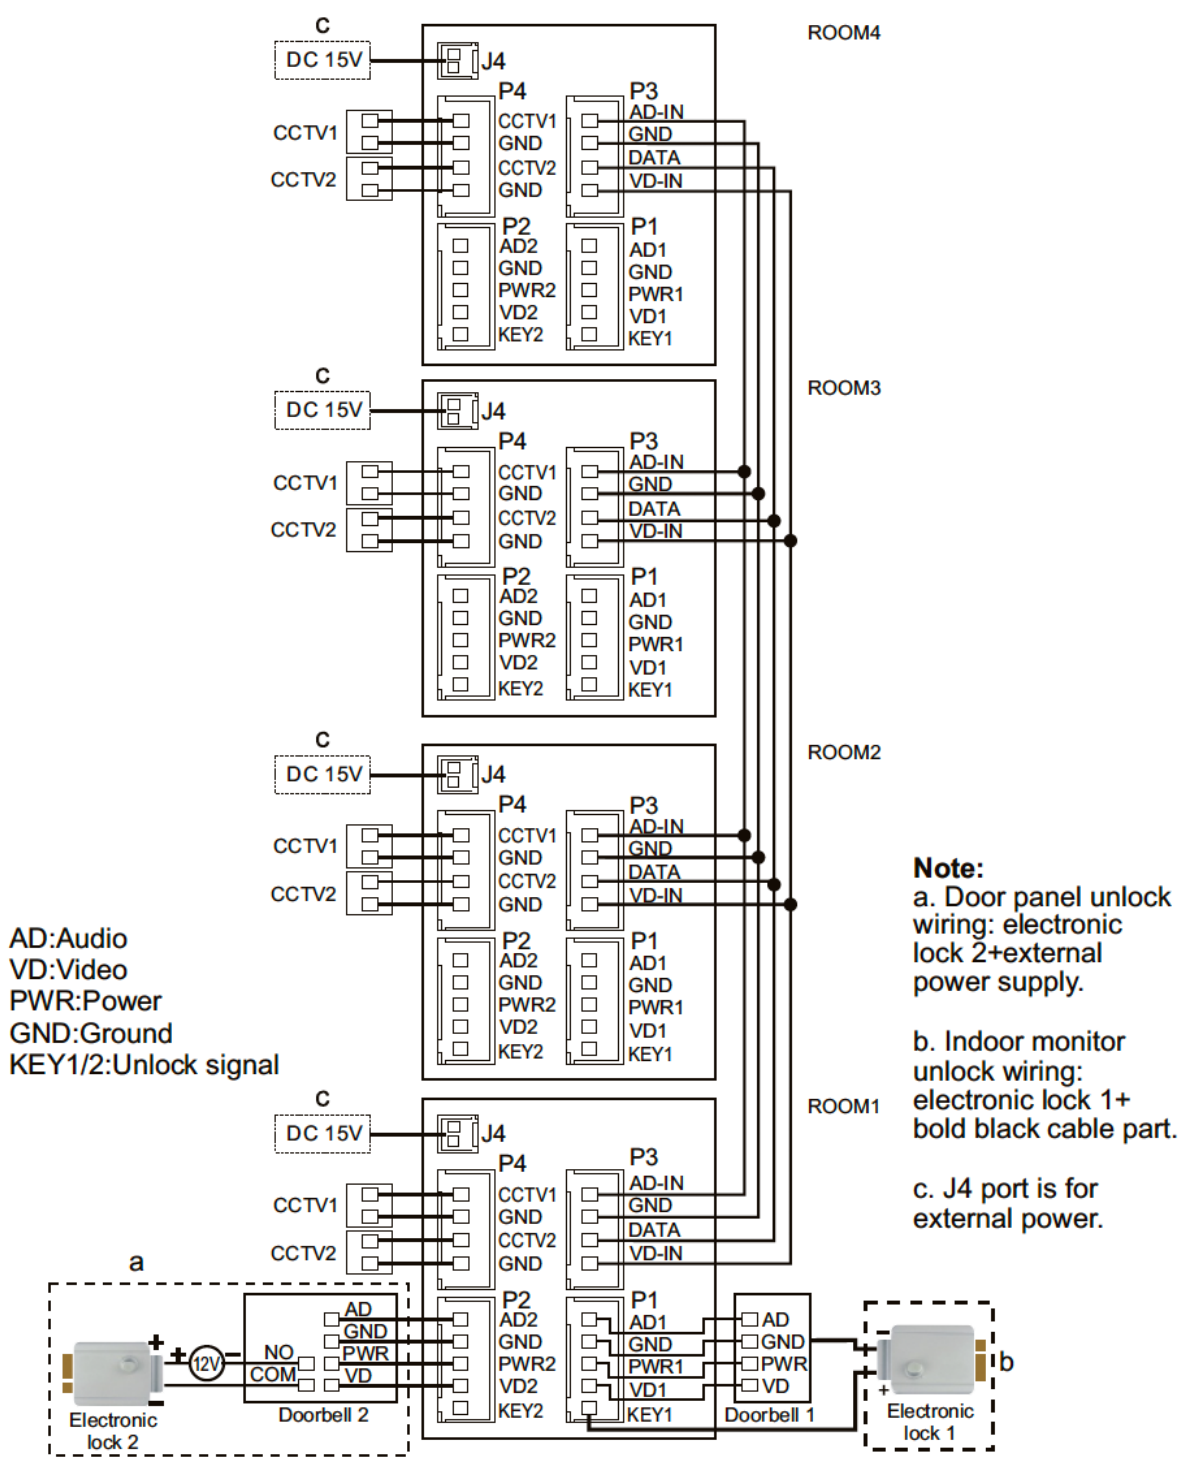 C
ROOM4
DC 15V
J4
P4
P3
CCTV1
CCTV1
AD-IN
GND
GND
CCTV2
CCTV2
DATA
GND
VD-IN
P2
P1
AD2
AD1
GND
GND
PWR2
PWR1
VD2
VD1
KEY2
KEY1
C
ROOM3
DC 15V
J4
P4
P3
CCTV1
CCTV1
AD-IN
GND
GND
CCTV2
CCTV2
DATA
GND
VD-IN
P2
P1
AD2
AD1
GND
GND
PWR2
PWR1
VD2
VD1
KEY2
KEY1
C
ROOM2
DC 15V
J4
P4
P3
CCTV1
CCTV1
AD-IN
GND
GND
CCTV2
CCTV2
DATA
GND
VD-IN
P2
P1
AD2
AD1
GND
GND
PWR2
PWR1
VD2
VD1
KEY2
KEY1
AD:Audio
VD:Video
PWR:Power
GND:Ground
KEY1/2:Unlock signal
Note:
a. Door panel unlock
wiring: electronic
lock 2+external
power supply.
b. Indoor monitor
unlock wiring:
electronic lock 1+
bold black cable part.
c. J4 port is for
external power.
C
ROOM1
DC 15V
J4
P4
P3
CCTV1
CCTV1
AD-IN
GND
GND
CCTV2
CCTV2
DATA
GND
VD-IN
a
P2
P1
AD
AD2
AD1
AD
GND
GND
GND
GND
+ + 12V − NO
PWR
PWR2
PWR1
PWR
COM
VD
VD2
VD1
VD
−
KEY2
KEY1
Electronic
lock 2
Doorbell 2
Doorbell 1
−
+
b
Electronic
lock 1